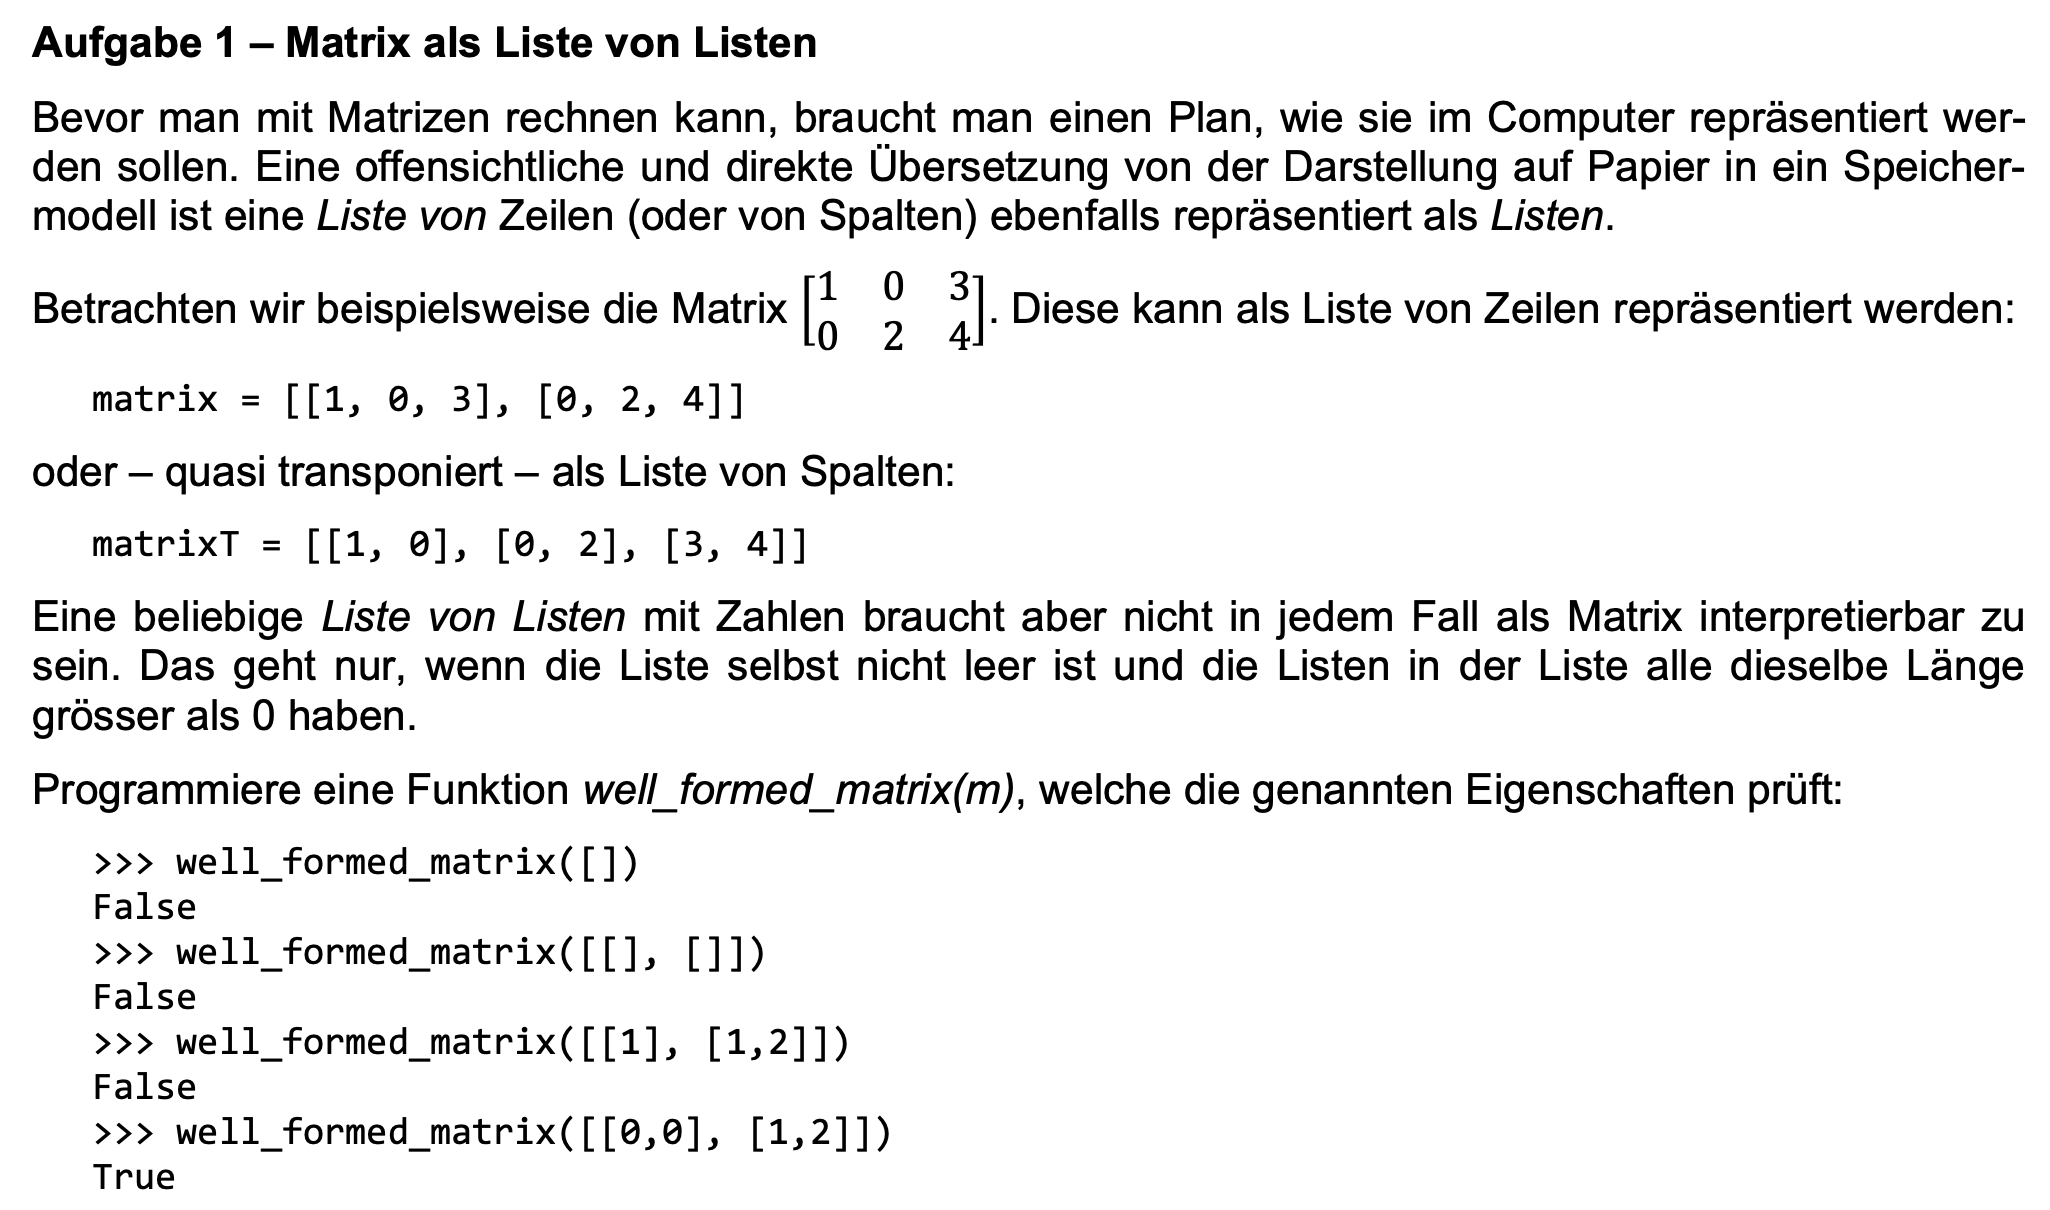 Aufgabe 1 – Matrix als Liste von Listen
Bevor man mit Matrizen rechnen kann, braucht man einen Plan, wie sie im Computer repräsentiert wer-
den sollen. Eine offensichtliche und direkte Übersetzung von der Darstellung auf Papier in ein Speicher-
modell ist eine Liste von Zeilen (oder von Spalten) ebenfalls repräsentiert als Listen.
Betrachten wir beispielsweise die Matrix [1 0 3
0 2 4]. Diese kann als Liste von Zeilen repräsentiert werden:
matrix = [[1, 0, 3], [0, 2, 4]]
oder – quasi transponiert – als Liste von Spalten:
matrixT = [[1, 0], [0, 2], [3, 4]]
Eine beliebige Liste von Listen mit Zahlen braucht aber nicht in jedem Fall als Matrix interpretierbar zu
sein. Das geht nur, wenn die Liste selbst nicht leer ist und die Listen in der Liste alle dieselbe Länge
grösser als 0 haben.
Programmiere eine Funktion well_formed_matrix(m), welche die genannten Eigenschaften prüft:
>>> well_formed_matrix([])
False
>>> well_formed_matrix([[], []])
False
>>> well_formed_matrix([[1], [1,2]])
False
>>> well_formed_matrix([[0,0], [1,2]])
True